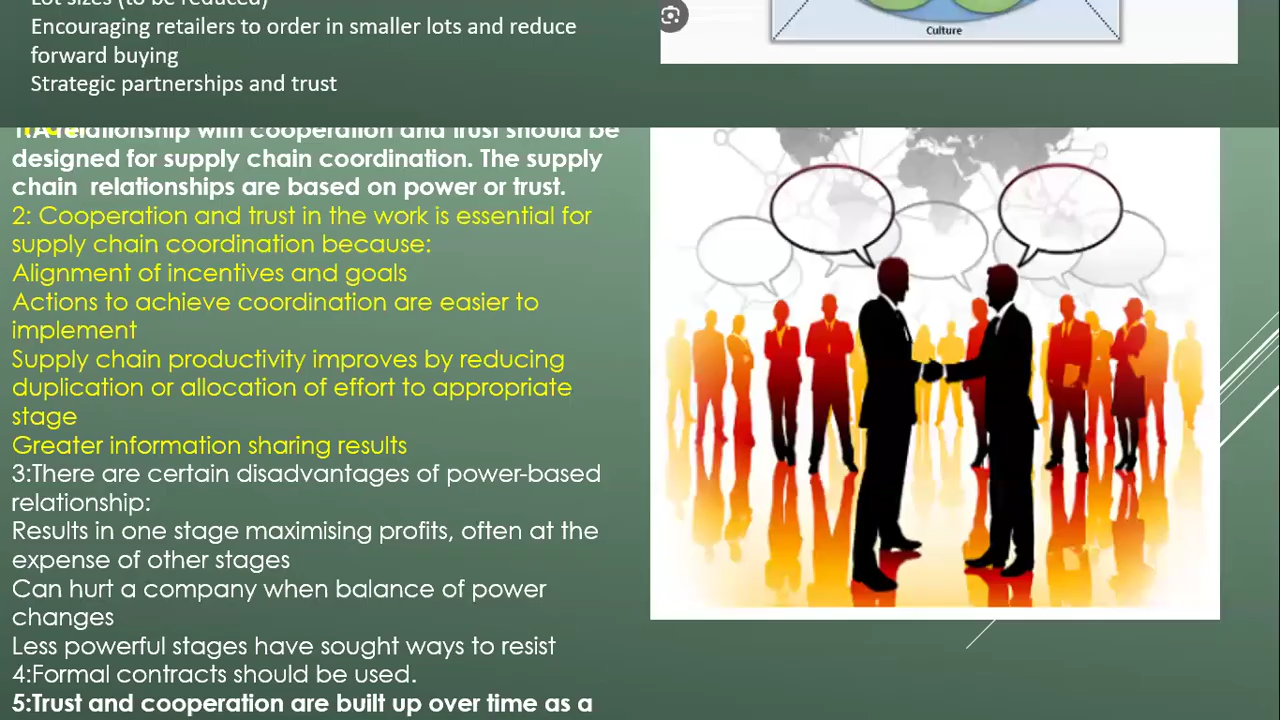 Lot sizes (to be reduced)
Encouraging retailers to order in smaller lots and reduce
forward buying
Strategic partnerships and trust
Culture
1:A relationship with cooperation and trust should be
designed for supply chain coordination. The supply
chain relationships are based on power or trust.
2: Cooperation and trust in the work is essential for
supply chain coordination because:
Alignment of incentives and goals
Actions to achieve coordination are easier to
implement
Supply chain productivity improves by reducing
duplication or allocation of effort to appropriate
stage
Greater information sharing results
3:There are certain disadvantages of power-based
relationship:
Results in one stage maximising profits, often at the
expense of other stages
Can hurt a company when balance of power
changes
Less powerful stages have sought ways to resist
4:Formal contracts should be used.
5:Trust and cooperation are built up over time as a